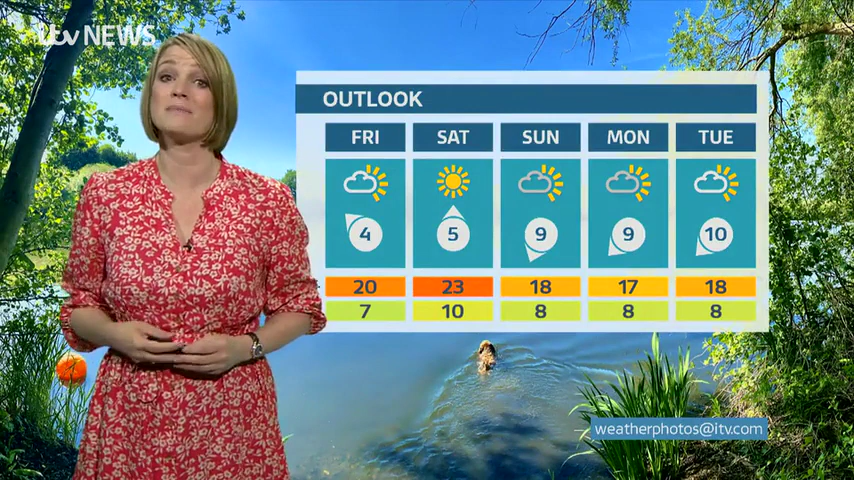 itv NEWS
OUTLOOK
FRI SAT SUN MON TUE
4 5 9 9 10
20 23 18 17 18
7 10 8 8 8
weatherphotos@itv.com